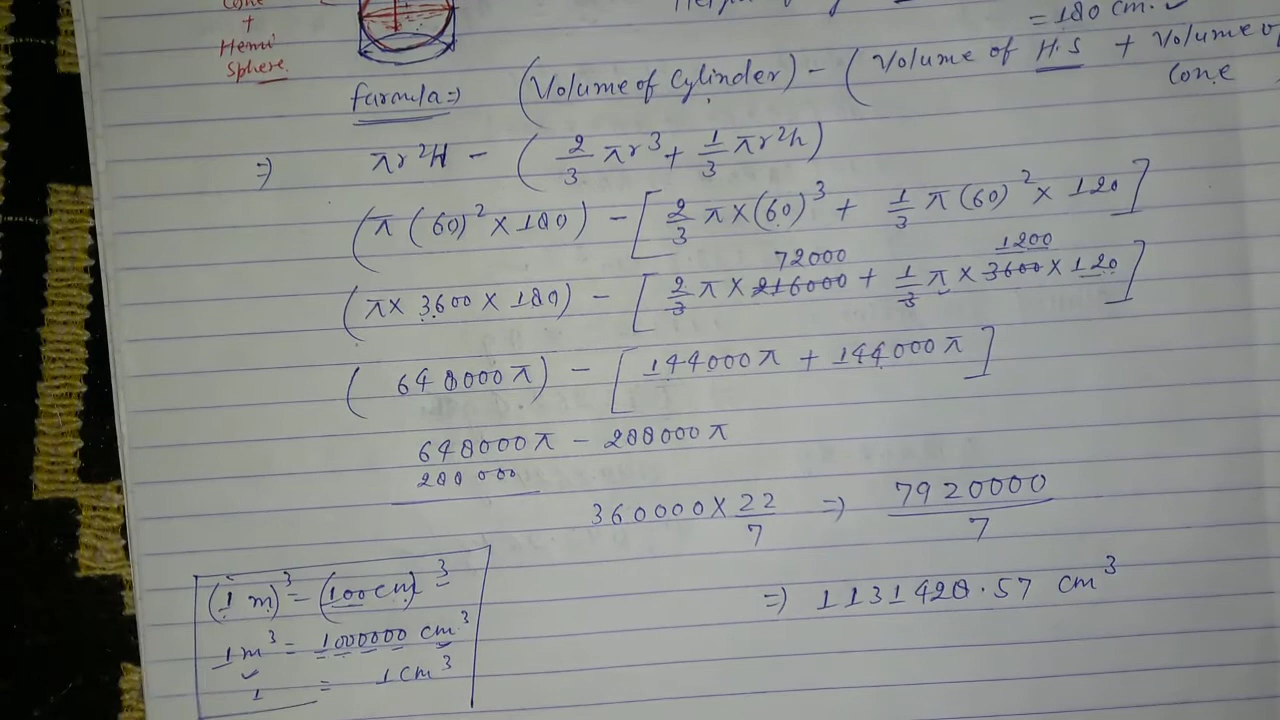 Cone
+
Hemi
Sphere
= 180 cm.
formula => (Volume of Cylinder) - (Volume of H.S + Volume of
Cone
=> πr²H - (2/3 πr³ + 1/3 πr²h)
(π(60)² × 180) - [2/3 π × (60)³ + 1/3 π(60)² × 120]
72000 1200
(π × 3600 × 180) - [2/3 π × 216000 + 1/3 π × 3600 × 120]
(648000π) - [144000π + 144000π]
648000π - 288000π
288000
360000 × 22/7 => 7920000/7
(1 m)³ = (100 cm)³
=> 1131428.57 cm³
1 m³ = 1000000 cm³
1 = 1 cm³